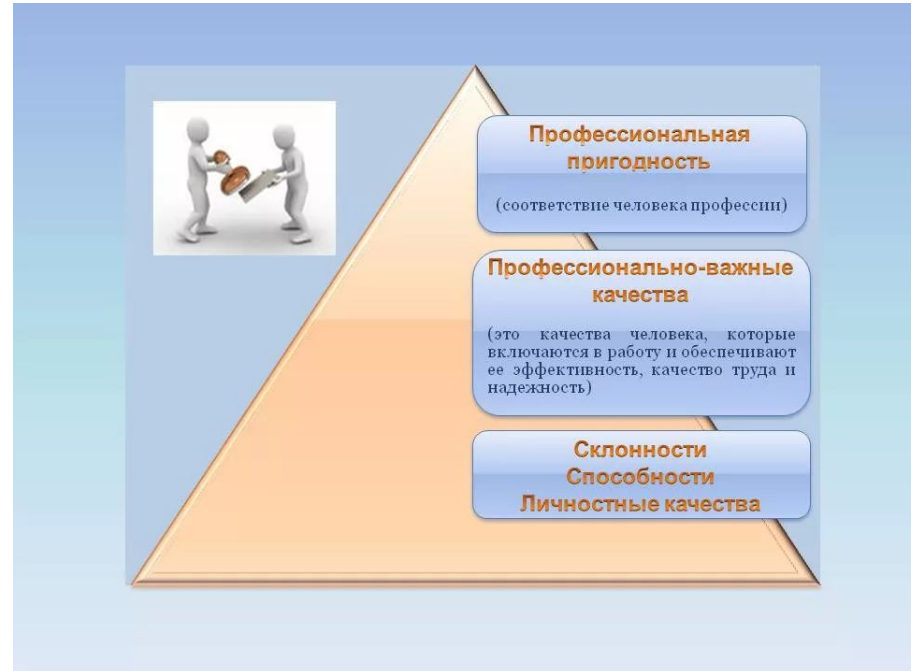 Профессиональная
пригодность
(соответствие человека профессии)
Профессионально-важные
качества
(это качества человека, которые
включаются в работу и обеспечивают
ее эффективность, качество труда и
надежность)
Склонности
Способности
Личностные качества